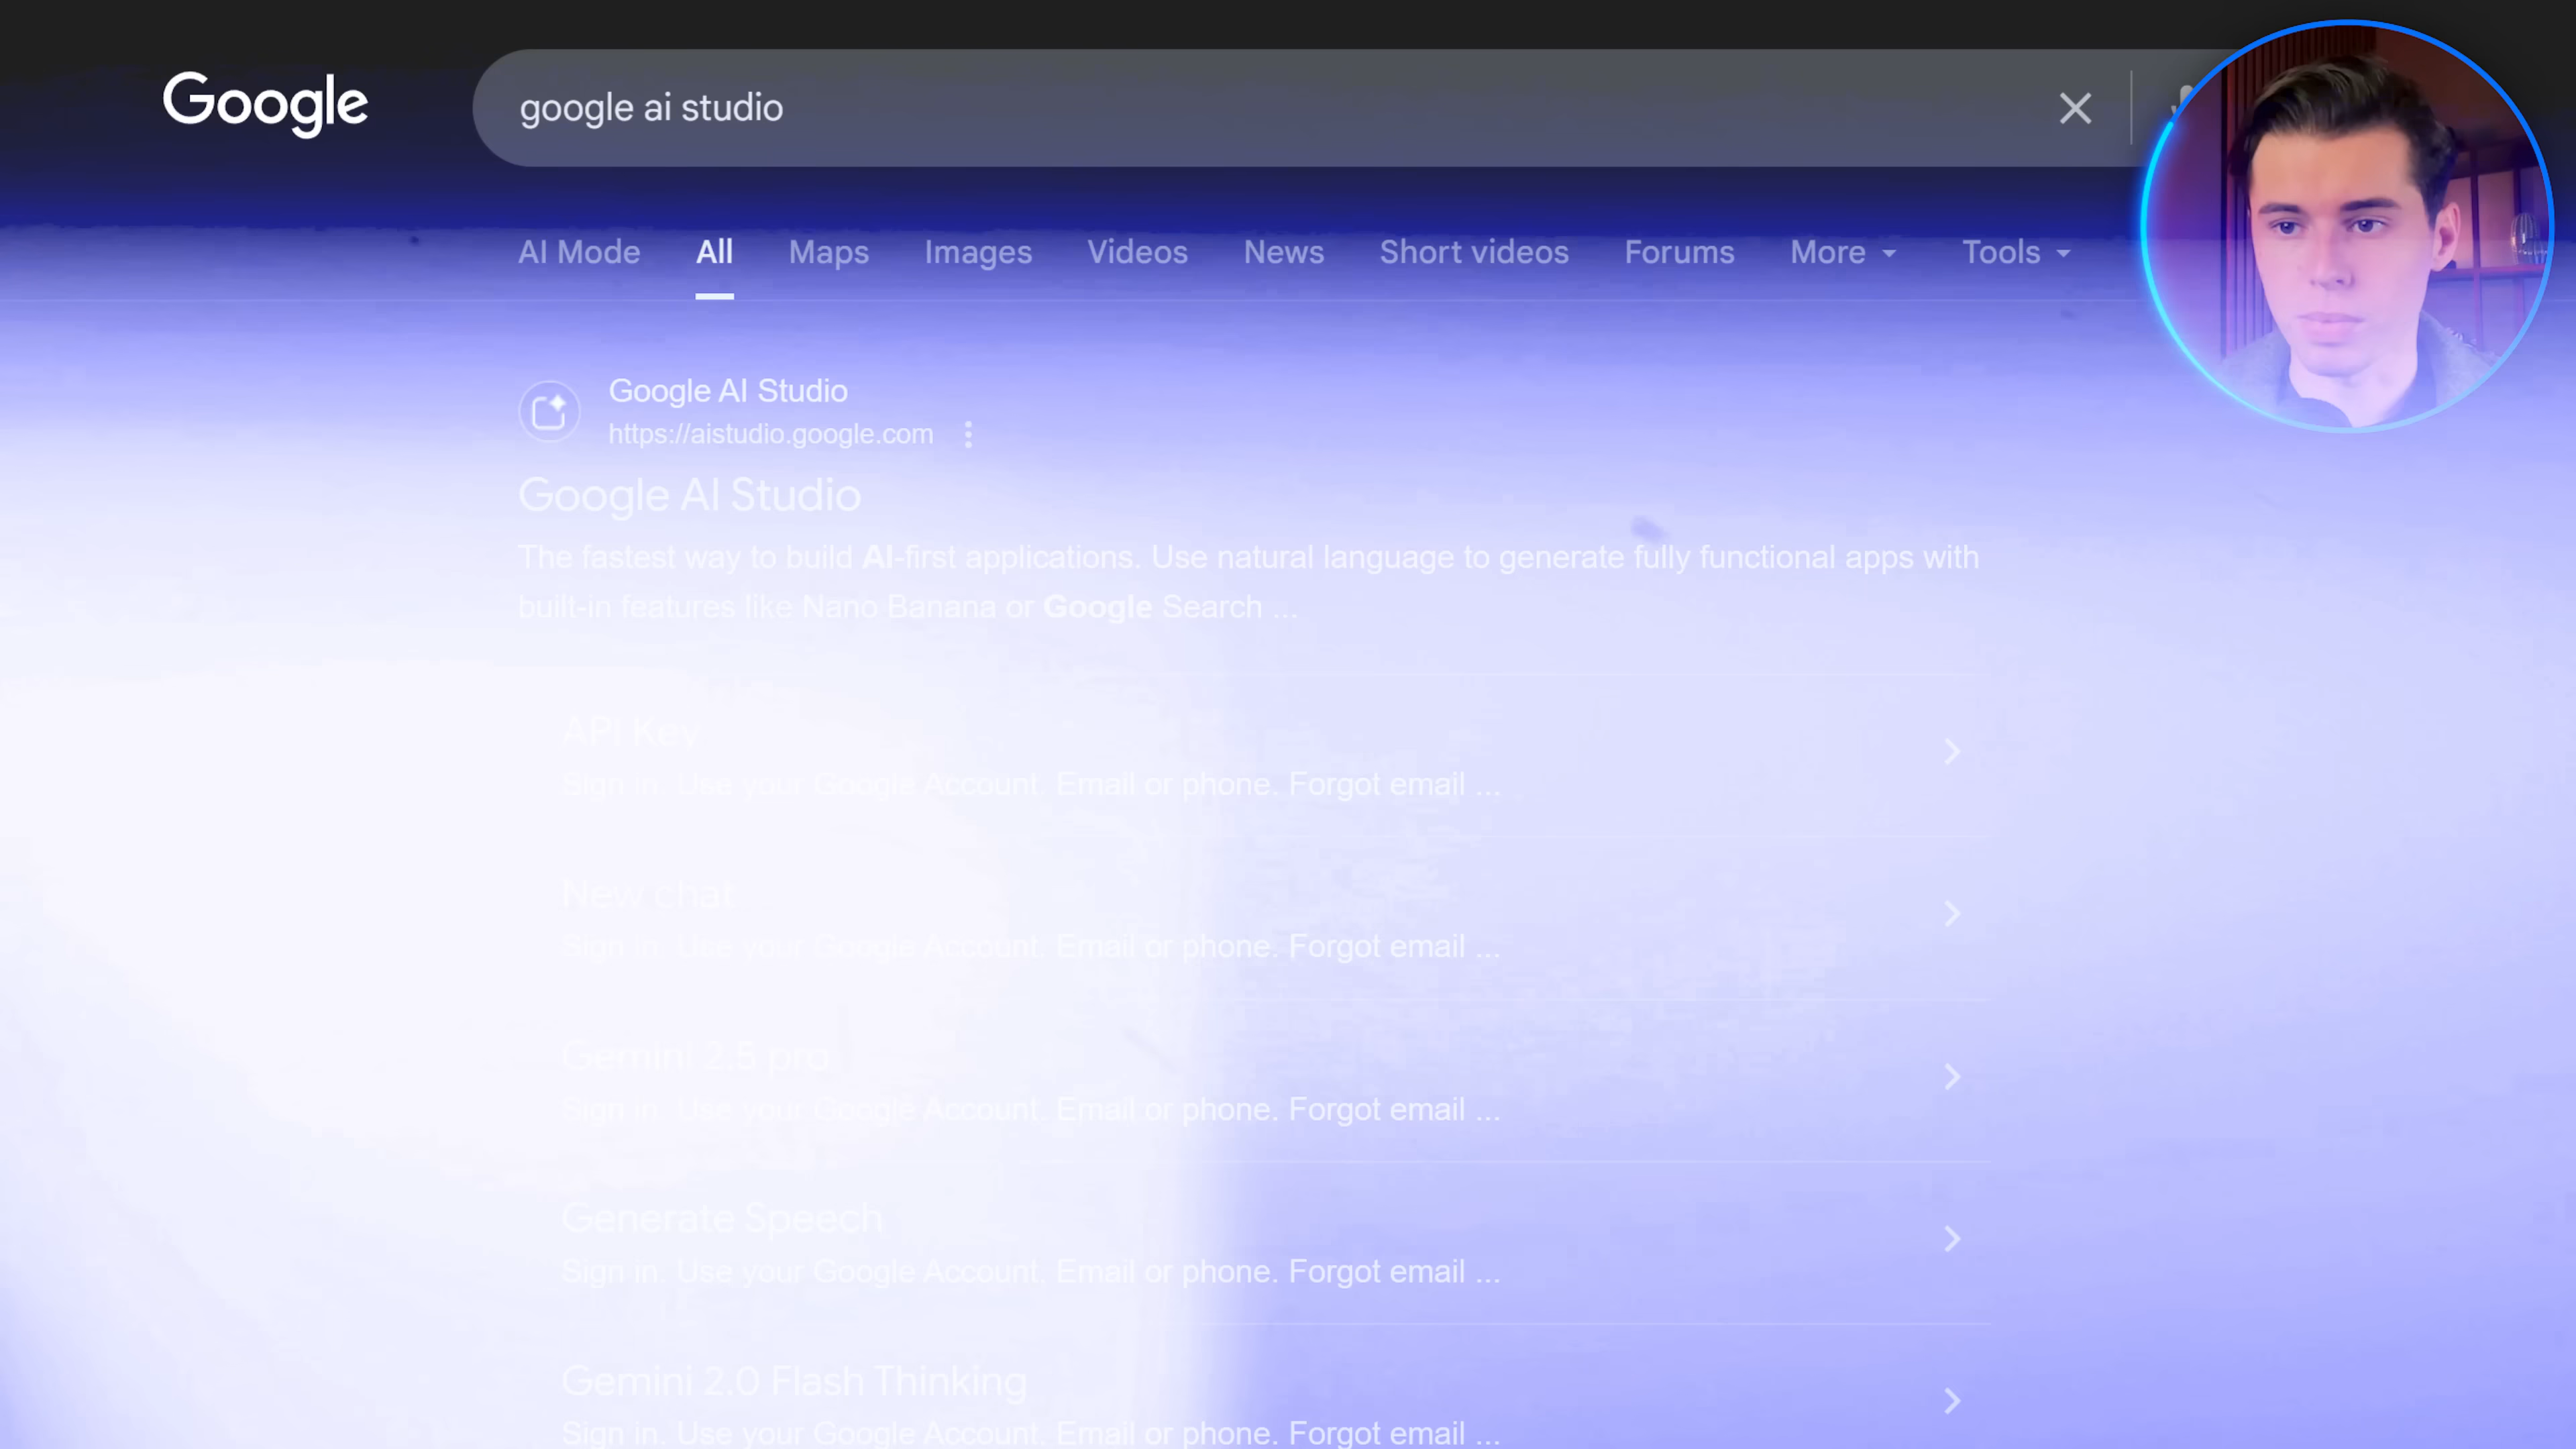 Google
google ai studio
AI Mode All Maps Images Videos News Short videos Forums More Tools
Google AI Studio
https://aistudio.google.com
Google AI Studio
The fastest way to build AI-first applications. Use natural language to generate fully functional apps with
built-in features like Nano Banana or Google Search ...
API Key
Sign in. Use your Google Account. Email or phone. Forgot email ...
New chat
Sign in. Use your Google Account. Email or phone. Forgot email ...
Gemini 2.5 pro
Sign in. Use your Google Account. Email or phone. Forgot email ...
Generate Speech
Sign in. Use your Google Account. Email or phone. Forgot email ...
Gemini 2.0 Flash Thinking
Sign in. Use your Google Account. Email or phone. Forgot email ...